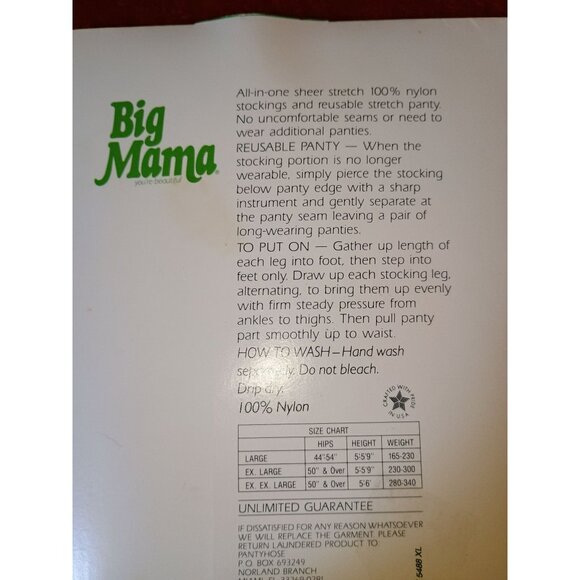 Big
Mama®
you're beautiful
All-in-one sheer stretch 100% nylon
stockings and reusable stretch panty.
No uncomfortable seams or need to
wear additional panties.
REUSABLE PANTY — When the
stocking portion is no longer
wearable, simply pierce the stocking
below panty edge with a sharp
instrument and gently separate at
the panty seam leaving a pair of
long-wearing panties.
TO PUT ON — Gather up length of
each leg into foot, then step into
feet only. Draw up each stocking leg,
alternating, to bring them up evenly
with firm steady pressure from
ankles to thighs. Then pull panty
part smoothly up to waist.
HOW TO WASH—Hand wash
separately. Do not bleach.
Drip dry.
100% Nylon
CRAFTED WITH PRIDE
IN U.S.A.
SIZE CHART
HIPS HEIGHT WEIGHT
LARGE 44"-54" 5'-5'9" 165-230
EX. LARGE 50" & Over 5'-5'9" 230-300
EX. EX. LARGE 50" & Over 5'-6' 280-340
UNLIMITED GUARANTEE
IF DISSATISFIED FOR ANY REASON WHATSOEVER
WE WILL REPLACE THE GARMENT. PLEASE
RETURN LAUNDERED PRODUCT TO:
PANTYHOSE
P.O. BOX 693249
NORLAND BRANCH
5488 XL